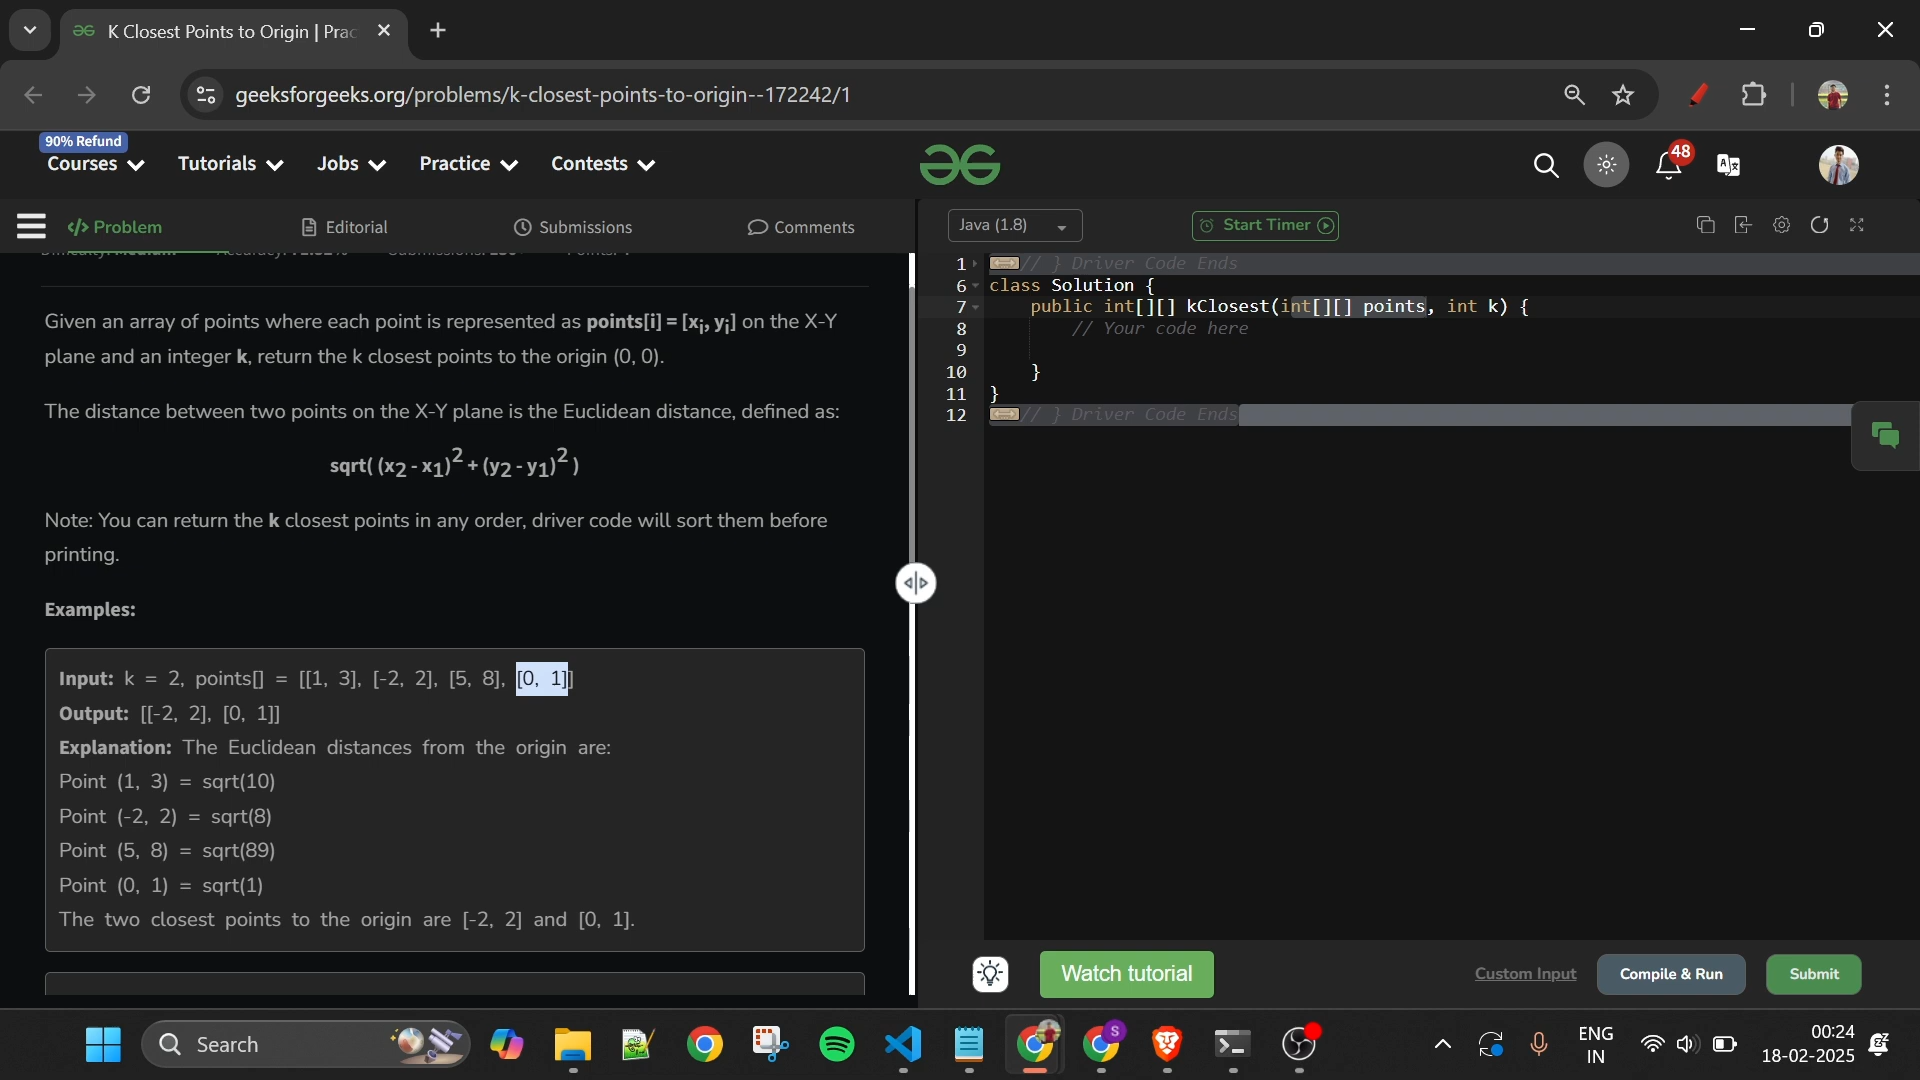 K Closest Points to Origin | Prac
geeksforgeeks.org/problems/k-closest-points-to-origin--172242/1
90% Refund
Courses
Tutorials
Jobs
Practice
Contests
48
Problem
Editorial
Submissions
Comments
Java (1.8)
Start Timer
Given an array of points where each point is represented as points[i] = [xi, yi] on the X-Y
plane and an integer k, return the k closest points to the origin (0, 0).
The distance between two points on the X-Y plane is the Euclidean distance, defined as:
sqrt( (x2 - x1)2 + (y2 - y1)2 )
Note: You can return the k closest points in any order, driver code will sort them before
printing.
Examples:
Input: k = 2, points[] = [[1, 3], [-2, 2], [5, 8], [0, 1]]
Output: [[-2, 2], [0, 1]]
Explanation: The Euclidean distances from the origin are:
Point (1, 3) = sqrt(10)
Point (-2, 2) = sqrt(8)
Point (5, 8) = sqrt(89)
Point (0, 1) = sqrt(1)
The two closest points to the origin are [-2, 2] and [0, 1].
1 // } Driver Code Ends
6 class Solution {
7 public int[][] kClosest(int[][] points, int k) {
8 // Your code here
9
10 }
11 }
12 // } Driver Code Ends
Watch tutorial
Custom Input
Compile & Run
Submit
Search
S
ENG
IN
00:24
18-02-2025